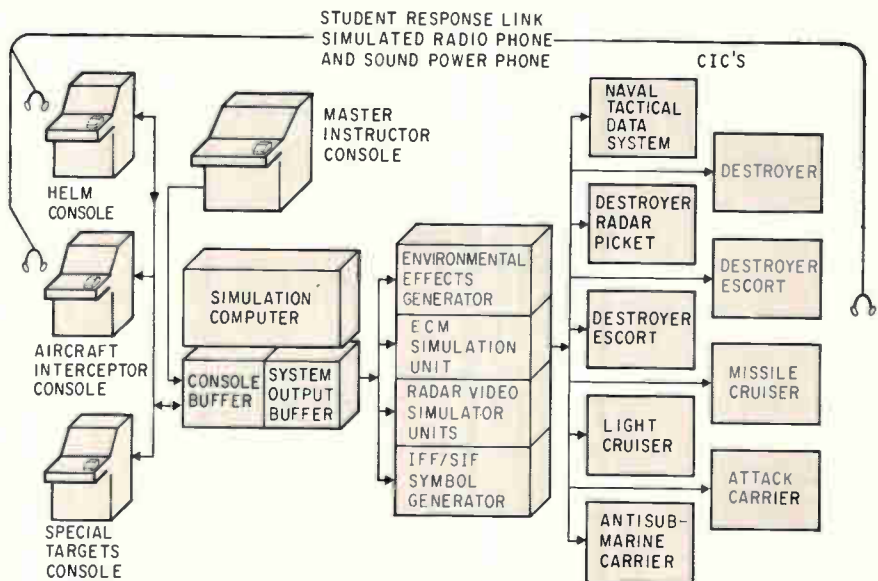 STUDENT RESPONSE LINK
SIMULATED RADIO PHONE
AND SOUND POWER PHONE
CIC'S
HELM
CONSOLE
AIRCRAFT
INTERCEPTOR
CONSOLE
SPECIAL
TARGETS
CONSOLE
MASTER
INSTRUCTOR
CONSOLE
SIMULATION
COMPUTER
CONSOLE
BUFFER
SYSTEM
OUTPUT
BUFFER
ENVIRONMENTAL
EFFECTS
GENERATOR
ECM
SIMULATION
UNIT
RADAR VIDEO
SIMULATOR
UNITS
IFF/SIF
SYMBOL
GENERATOR
NAVAL
TACTICAL
DATA
SYSTEM
DESTROYER
DESTROYER
RADAR
PICKET
DESTROYER
ESCORT
DESTROYER
ESCORT
MISSILE
CRUISER
LIGHT
CRUISER
ATTACK
CARRIER
ANTISUB-
MARINE
CARRIER